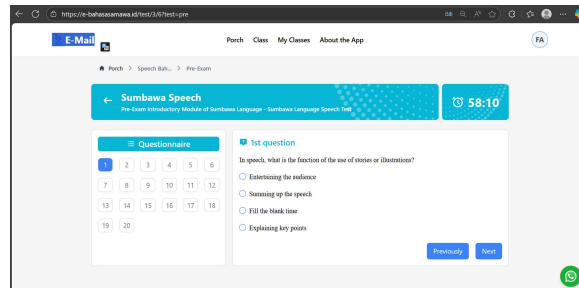 https://e-bahasasamawa.id/test/3/6?test=pre
E-Mail
Porch Class My Classes About the App
FA
Porch > Speech Bah... > Pre-Exam
Sumbawa Speech
Pre-Exam Introductory Module of Sumbawa Language - Sumbawa Language Speech Test
58:10
Questionnaire
1 2 3 4 5 6
7 8 9 10 11 12
13 14 15 16 17 18
19 20
1st question
In speech, what is the function of the use of stories or illustrations?
Entertaining the audience
Summing up the speech
Fill the blank time
Explaining key points
Previously Next